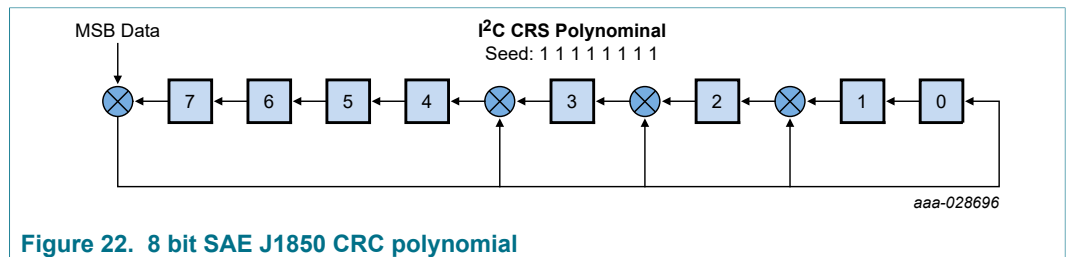 MSB Data
I²C CRS Polynominal
Seed: 1 1 1 1 1 1 1 1
7 6 5 4 3 2 1 0
aaa-028696
Figure 22. 8 bit SAE J1850 CRC polynomial